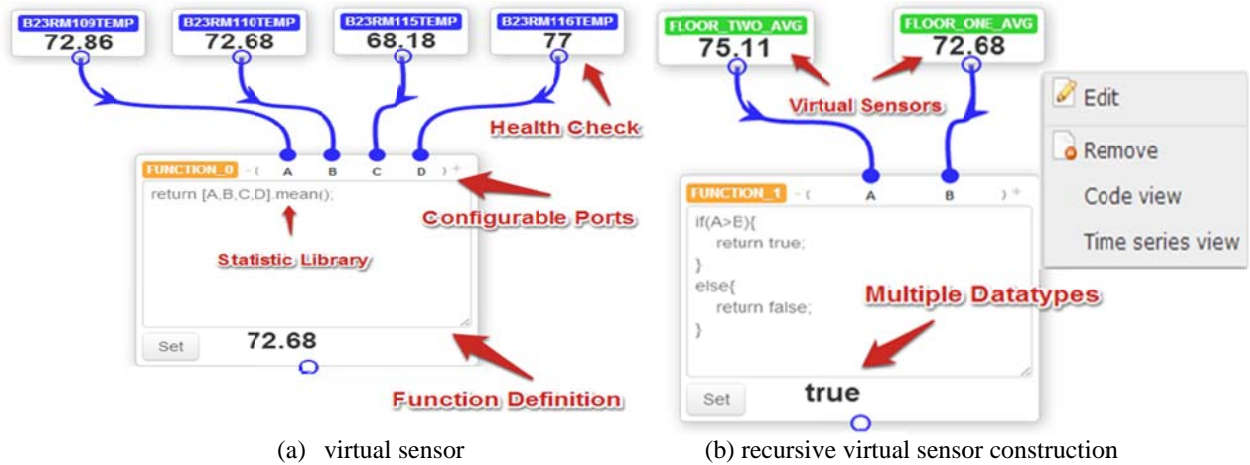 B23RM109TEMP
72.86
B23RM110TEMP
72.68
B23RM115TEMP
68.18
B23RM116TEMP
77
Health Check
FUNCTION_0 -( A B C D ) +
return [A,B,C,D].mean();
Configurable Ports
Statistic Library
Set
72.68
Function Definition
(a) virtual sensor
FLOOR_TWO_AVG
75.11
FLOOR_ONE_AVG
72.68
Virtual Sensors
Edit
Remove
Code view
Time series view
FUNCTION_1 -( A B ) +
if(A>E){
return true;
}
else{
return false;
}
Multiple Datatypes
Set
true
(b) recursive virtual sensor construction